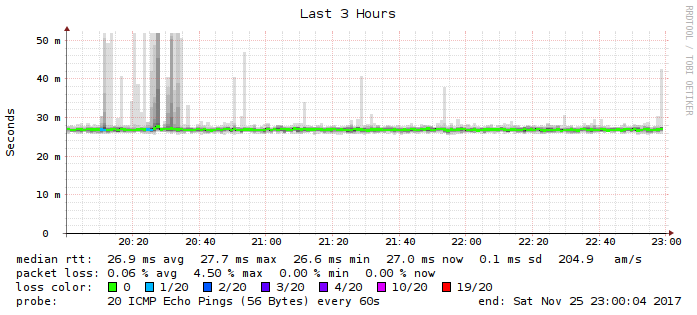 Last 3 Hours
RRDTOOL / TOBI OETIKER
Seconds
50 m
40 m
30 m
20 m
10 m
0
20:20 20:40 21:00 21:20 21:40 22:00 22:20 22:40 23:00
median rtt: 26.9 ms avg 27.7 ms max 26.6 ms min 27.0 ms now 0.1 ms sd 204.9 am/s
packet loss: 0.06 % avg 4.50 % max 0.00 % min 0.00 % now
loss color: 0 1/20 2/20 3/20 4/20 10/20 19/20
probe: 20 ICMP Echo Pings (56 Bytes) every 60s end: Sat Nov 25 23:00:04 2017